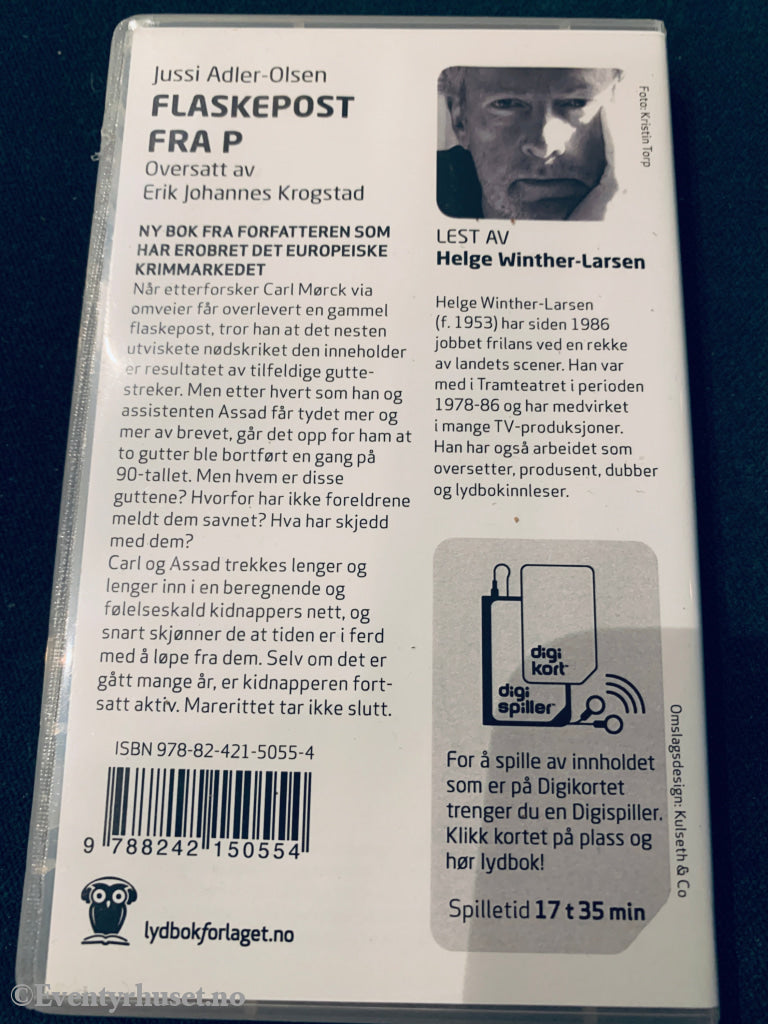 Jussi Adler-Olsen
FLASKEPOST
FRA P
Oversatt av
Erik Johannes Krogstad
NY BOK FRA FORFATTEREN SOM
HAR EROBRET DET EUROPEISKE
KRIMMARKEDET
Når etterforsker Carl Mørck via
omveier får overlevert en gammel
flaskepost, tror han at det nesten
utviskete nødskriket den inneholder
er resultatet av tilfeldige gutte-
streker. Men etter hvert som han og
assistenten Assad får tydet mer og
mer av brevet, går det opp for ham at
to gutter ble bortført en gang på
90-tallet. Men hvem er disse
guttene? Hvorfor har ikke foreldrene
meldt dem savnet? Hva har skjedd
med dem?
Carl og Assad trekkes lenger og
lenger inn i en beregnende og
følelseskald kidnappers nett, og
snart skjønner de at tiden er i ferd
med å løpe fra dem. Selv om det er
gått mange år, er kidnapperen fort-
satt aktiv. Marerittet tar ikke slutt.
ISBN 978-82-421-5055-4
9 788242 150554
lydbokforlaget.no
Foto: Kristin Torp
LEST AV
Helge Winther-Larsen
Helge Winther-Larsen
(f. 1953) har siden 1986
jobbet frilans ved en rekke
av landets scener. Han var
med i Tramteatret i perioden
1978-86 og har medvirket
i mange TV-produksjoner.
Han har også arbeidet som
oversetter, produsent, dubber
og lydbokinnleser.
digi
kort
digi
spiller
For å spille av innholdet
som er på Digikortet
trenger du en Digispiller.
Klikk kortet på plass og
hør lydbok!
Spilletid 17 t 35 min
Omslagsdesign: Kulseth & Co
©Eventyrhuset.no